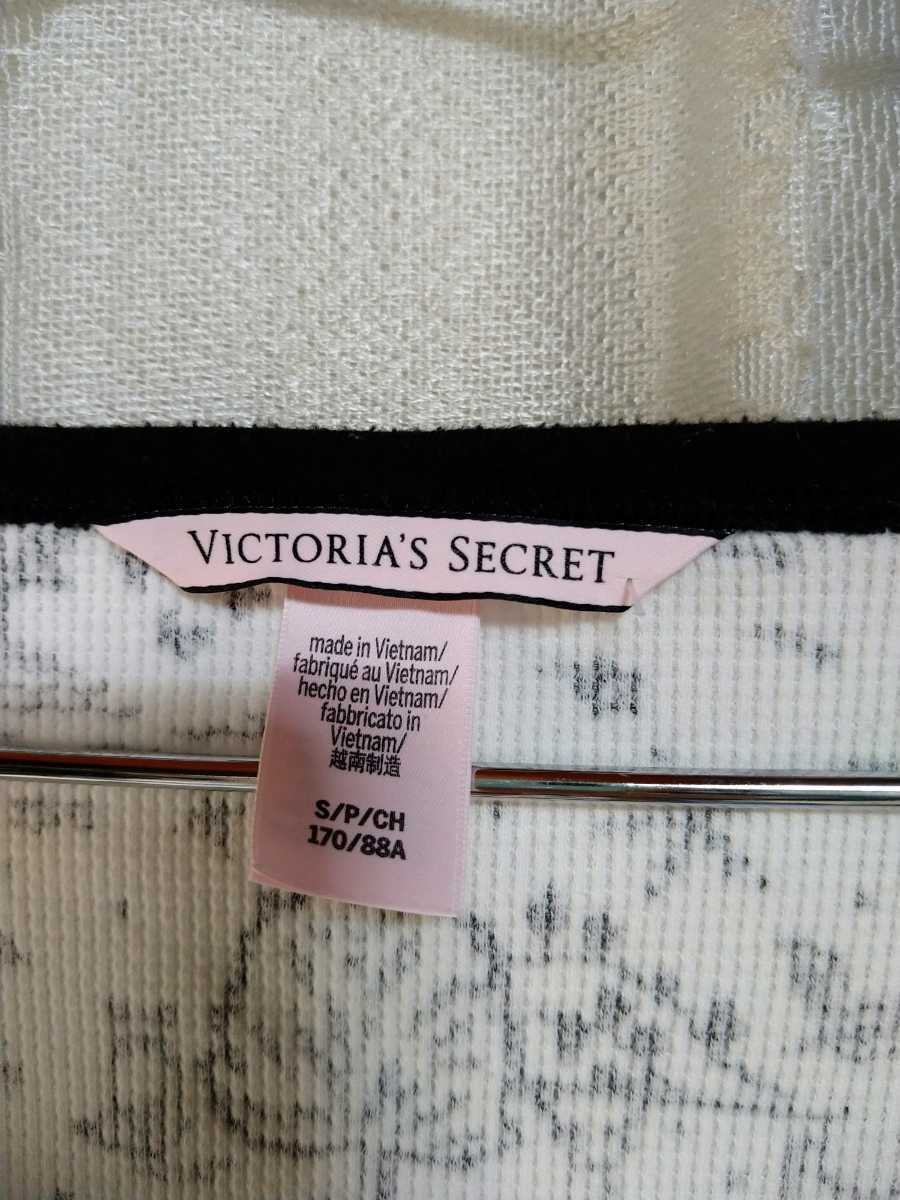 VICTORIA'S SECRET
made in Vietnam/
fabriqué au Vietnam/
hecho en Vietnam/
fabbricato in
Vietnam/
越南制造
S/P/CH
170/88A